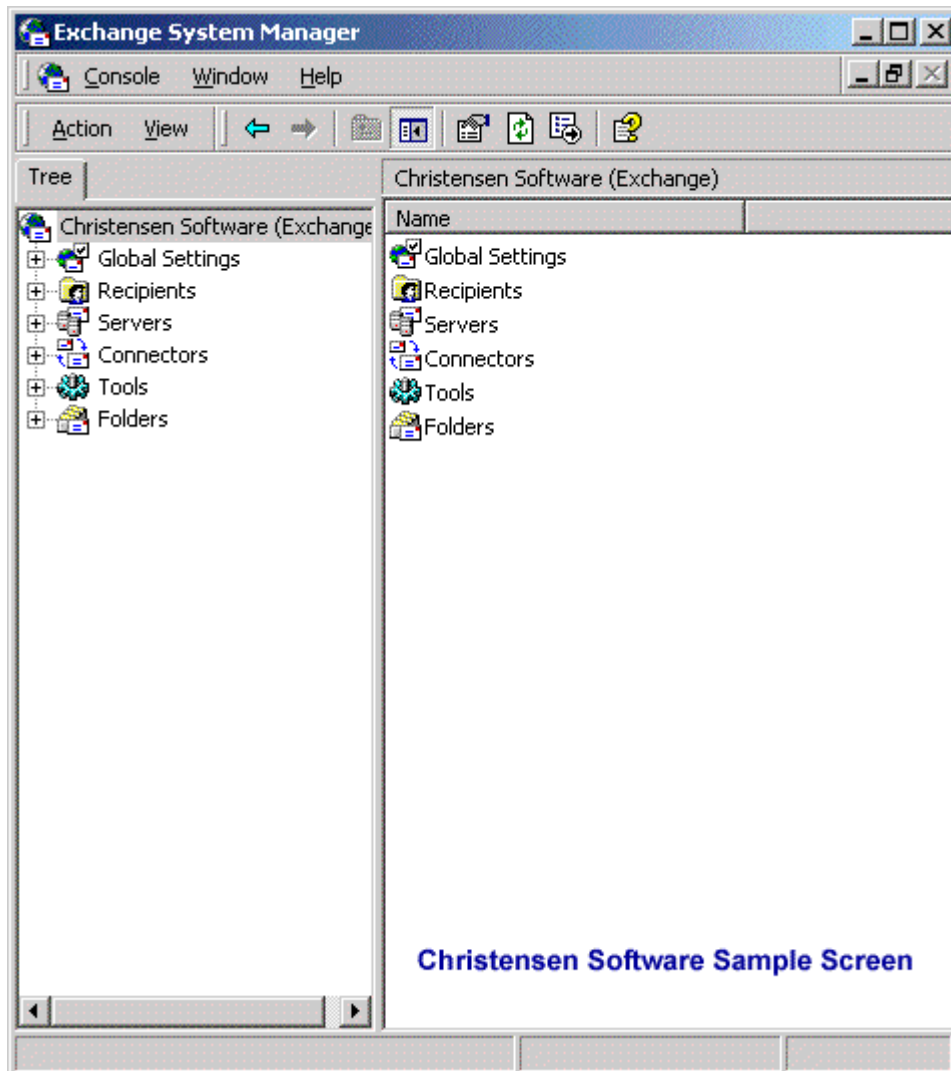 Exchange System Manager
Console Window Help
Action View
Tree
Christensen Software (Exchange
Global Settings
Recipients
Servers
Connectors
Tools
Folders
Christensen Software (Exchange)
Name
Global Settings
Recipients
Servers
Connectors
Tools
Folders
Christensen Software Sample Screen